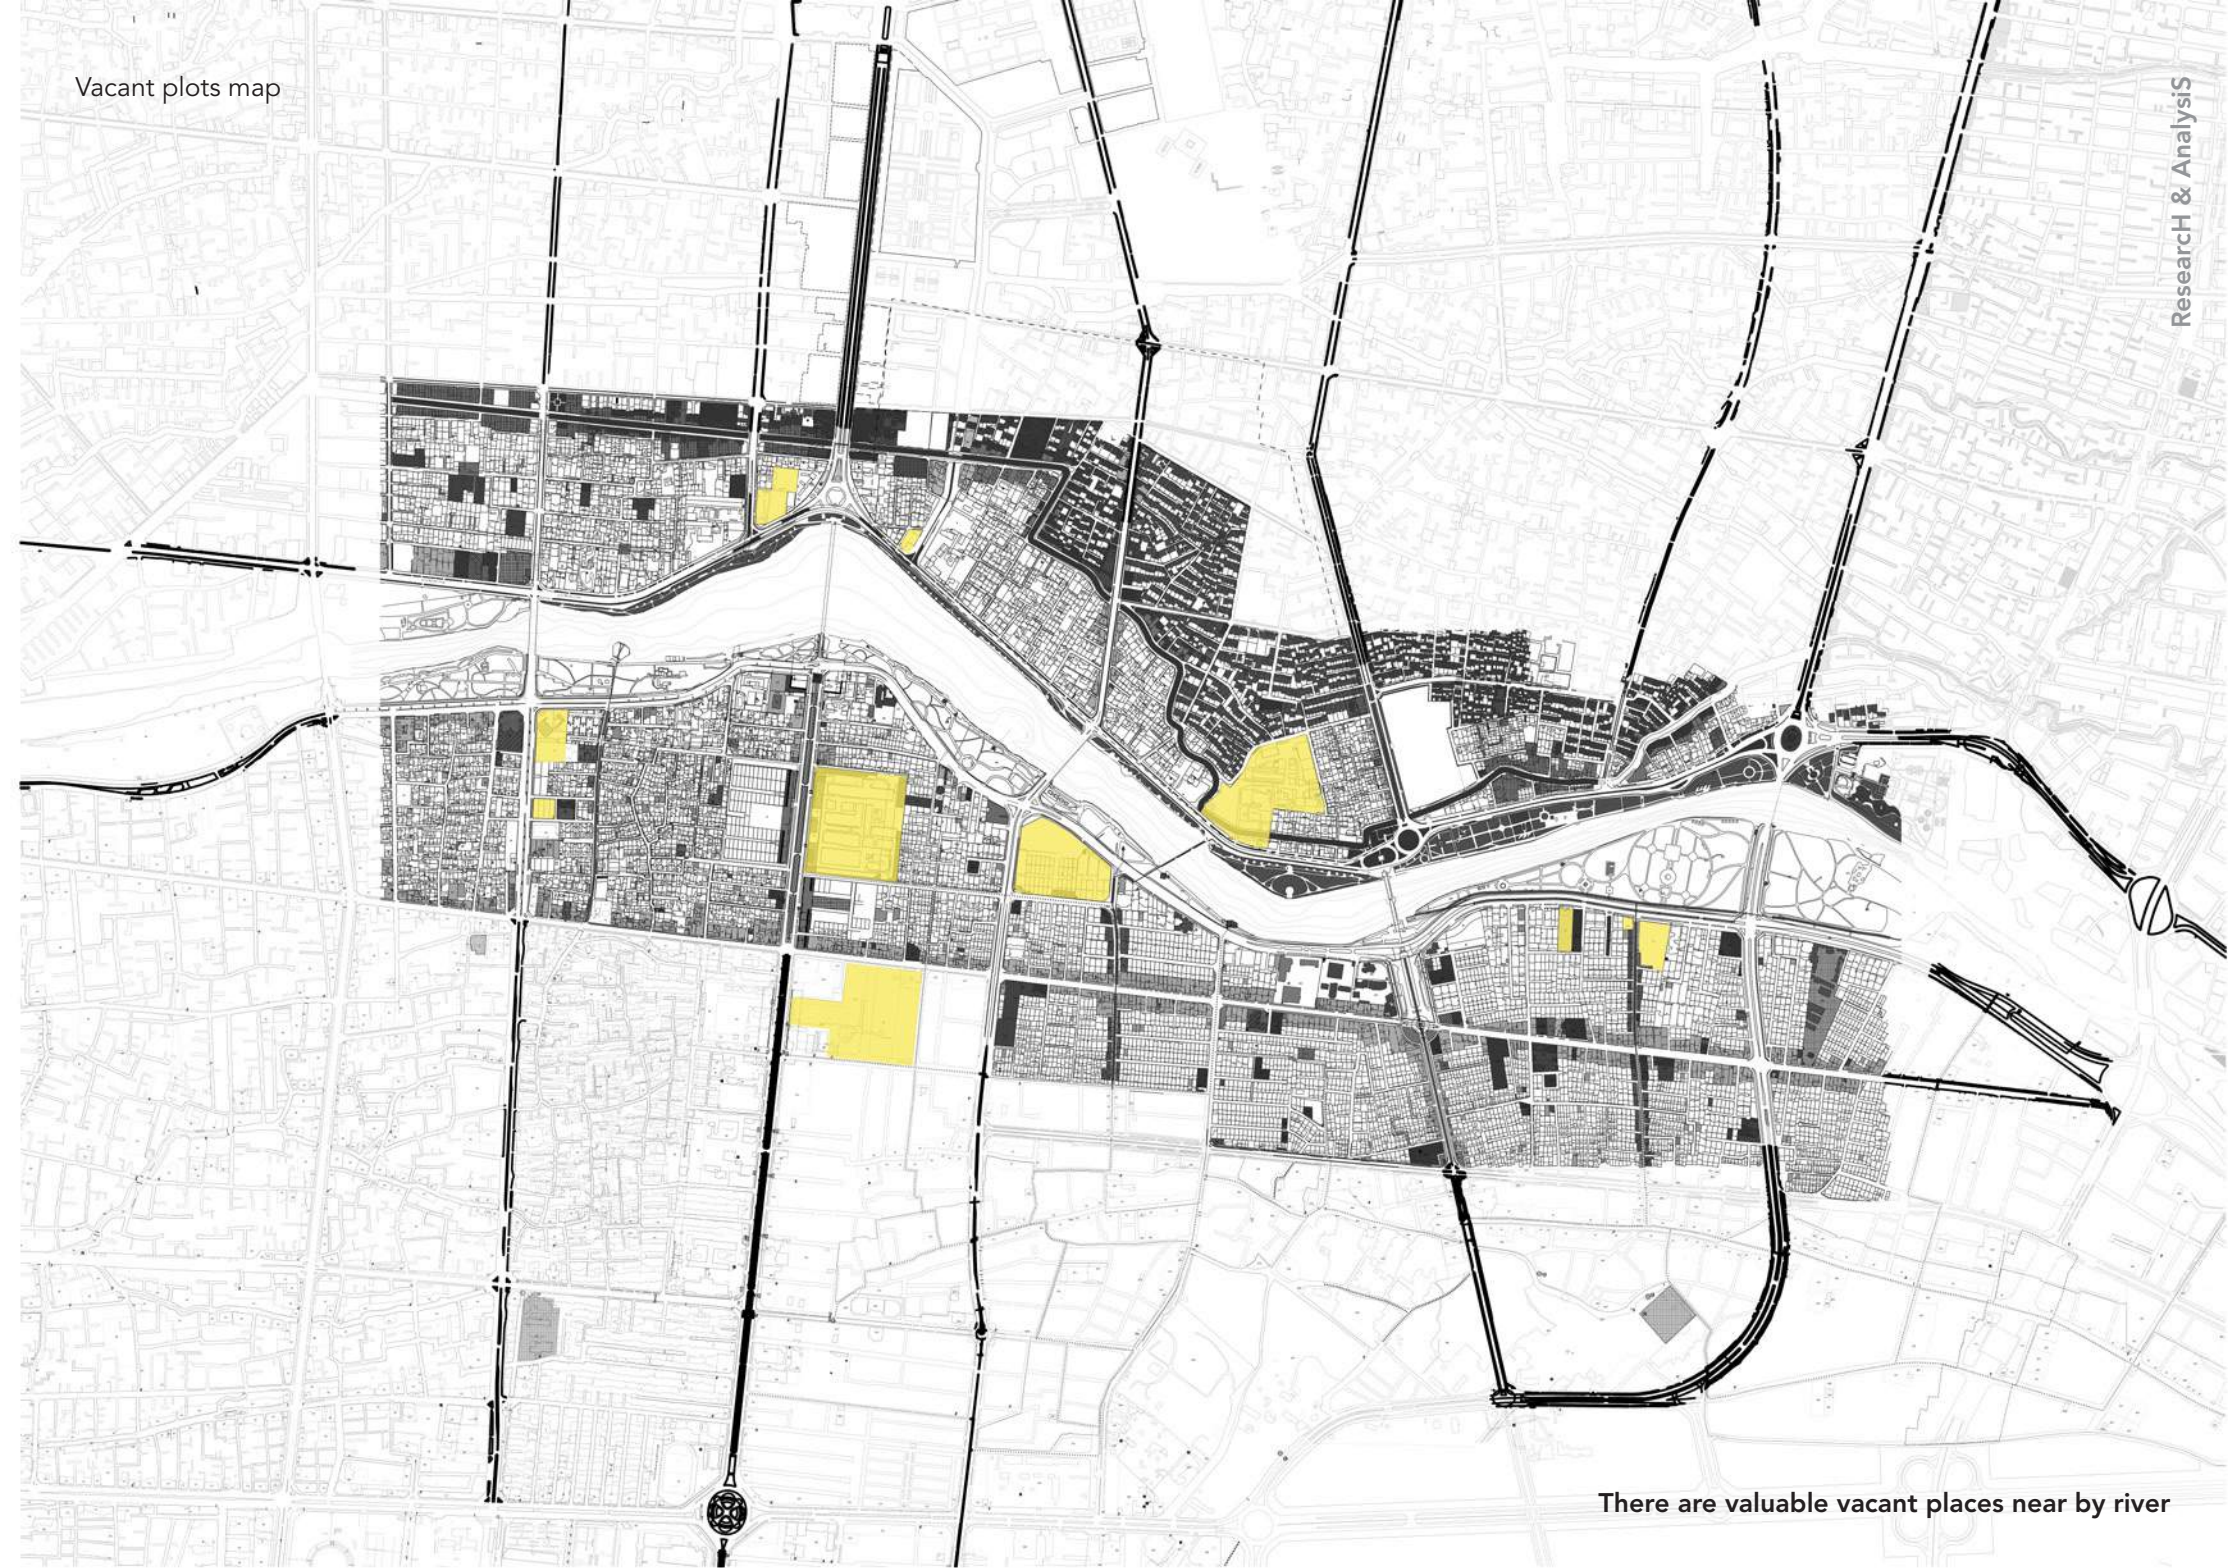 Vacant plots map
ResearcH & AnalysiS
There are valuable vacant places near by river